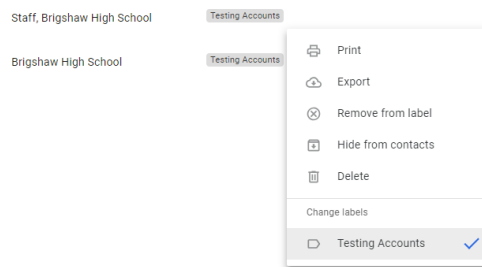 Staff, Brigshaw High School Testing Accounts
Brigshaw High School Testing Accounts
Print
Export
Remove from label
Hide from contacts
Delete
Change labels
Testing Accounts